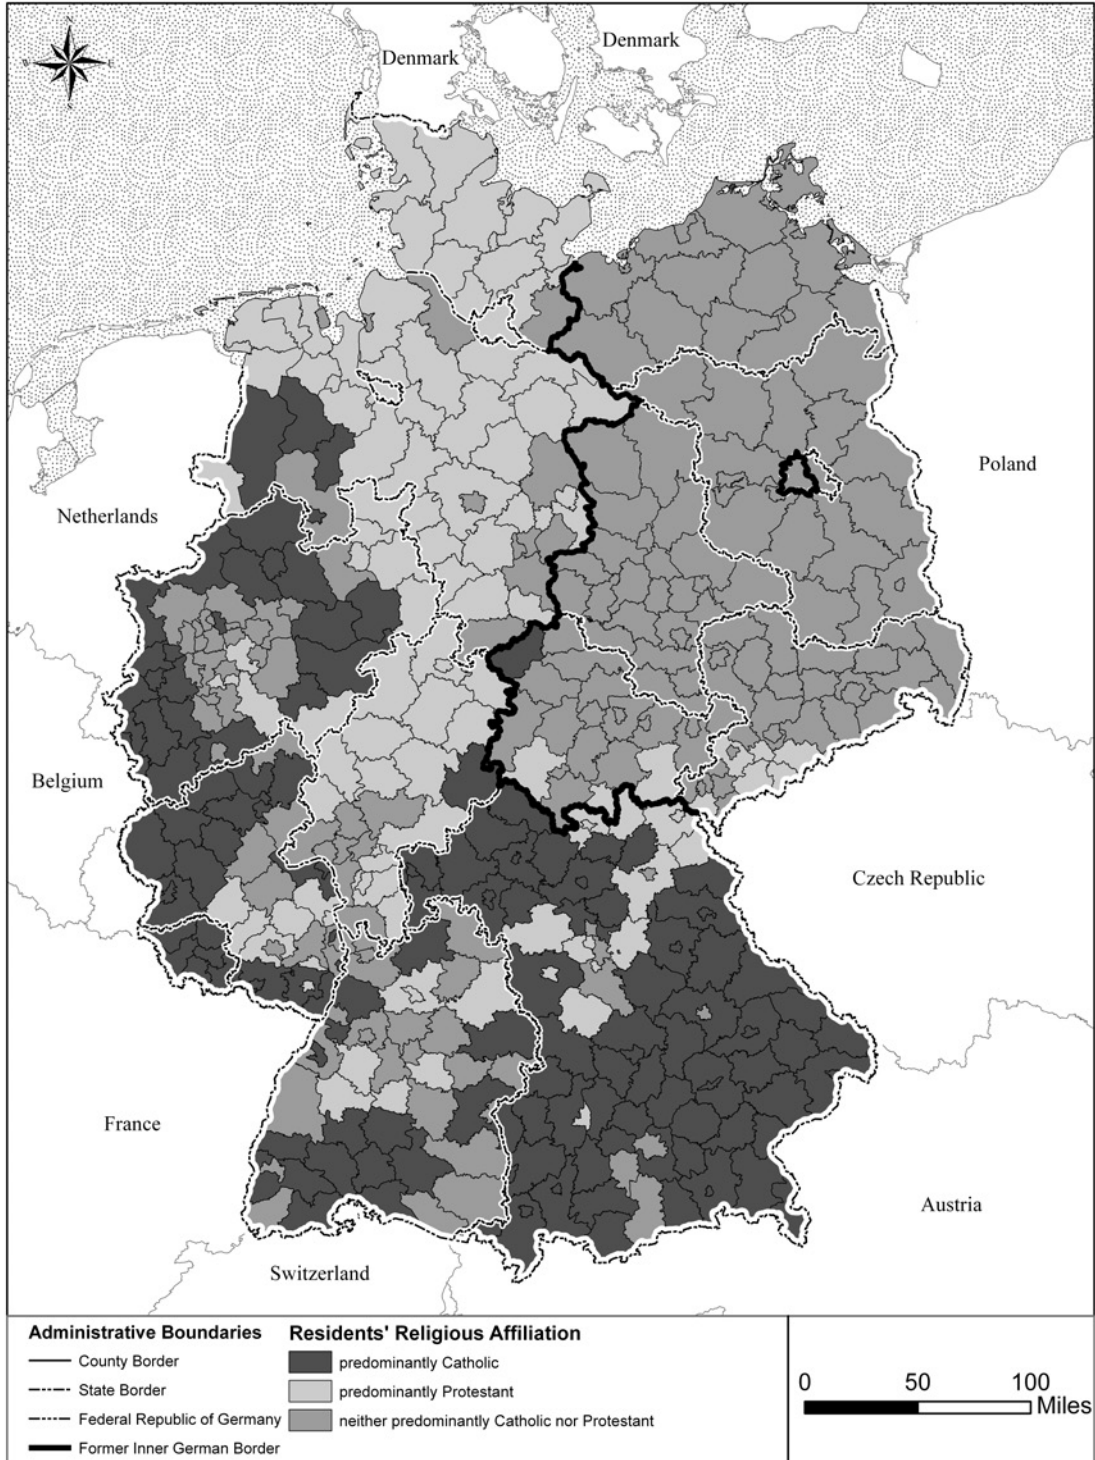 Denmark
Denmark
N
Poland
Netherlands
Belgium
Czech Republic
France
Austria
Switzerland
Administrative Boundaries
County Border
State Border
Federal Republic of Germany
Former Inner German Border
Residents' Religious Affiliation
predominantly Catholic
predominantly Protestant
neither predominantly Catholic nor Protestant
0 50 100
Miles